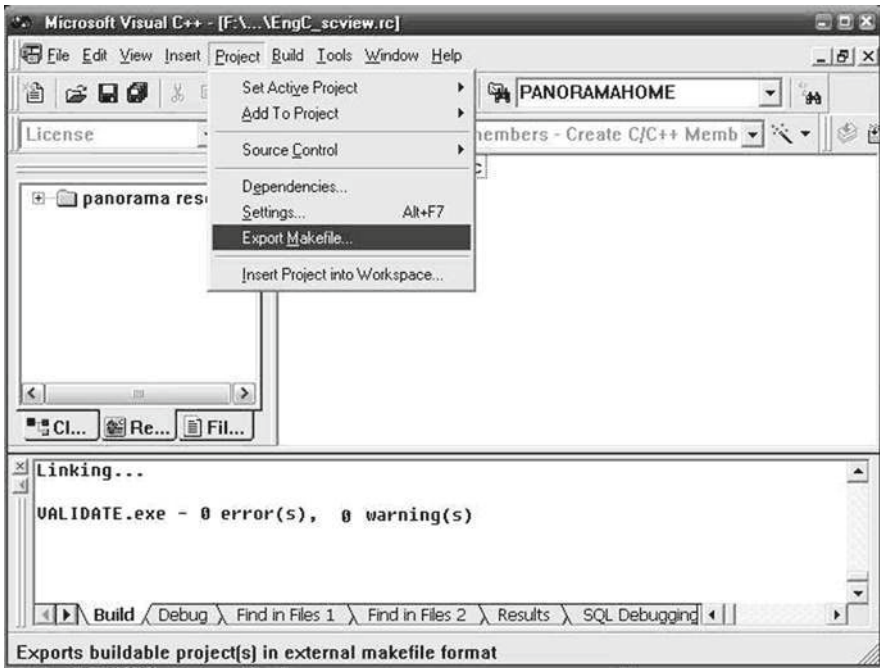 Microsoft Visual C++ - [F:\...\EngC_scview.rc]
File Edit View Insert Project Build Tools Window Help
PANORAMAHOME
License
members - Create C/C++ Memb
Set Active Project
Add To Project
Source Control
Dependencies...
Settings... Alt+F7
Export Makefile...
Insert Project into Workspace...
panorama res
Cl... Re... Fil...
Linking...
VALIDATE.exe - 0 error(s), 0 warning(s)
Build Debug Find in Files 1 Find in Files 2 Results SQL Debugging
Exports buildable project(s) in external makefile format